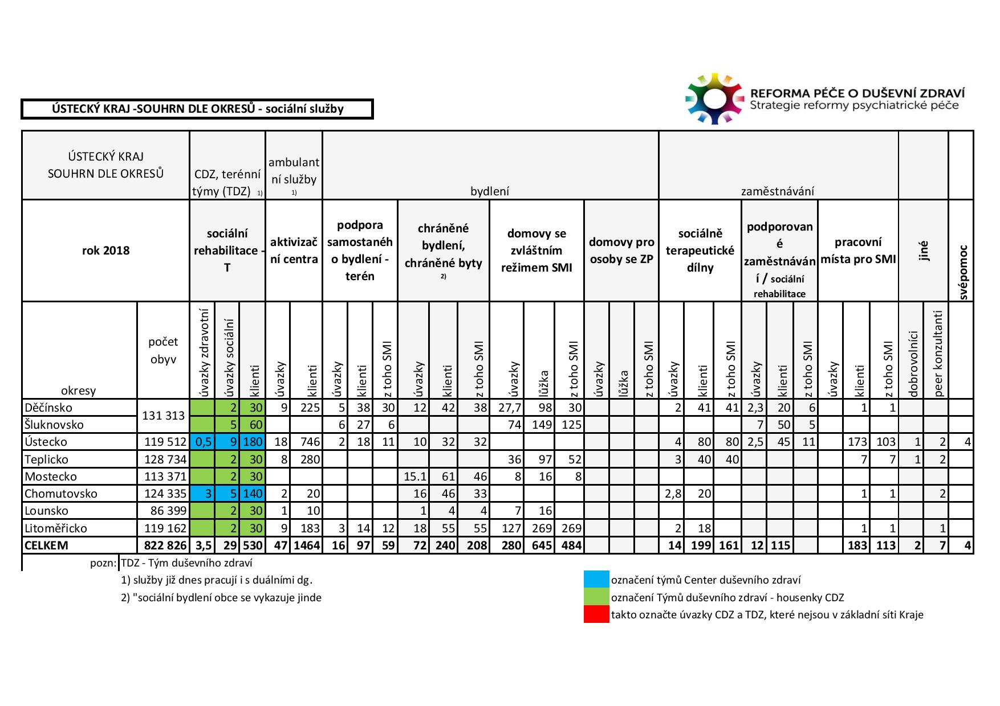 REFORMA PÉČE O DUŠEVNÍ ZDRAVÍ
Strategie reformy psychiatrické péče
ÚSTECKÝ KRAJ -SOUHRN DLE OKRESŮ - sociální služby
ÚSTECKÝ KRAJ
SOUHRN DLE OKRESŮ
CDZ, terénní
týmy (TDZ) 1)
ambulant
ní služby
1)
bydlení
zaměstnávání
rok 2018
sociální
rehabilitace -
T
aktivizač
ní centra
podpora
samostanéh
o bydlení -
terén
chráněné
bydlení,
chráněné byty
2)
domovy se
zvláštním
režimem SMI
domovy pro
osoby se ZP
sociálně
terapeutické
dílny
podporovan
é
zaměstnáván
í / sociální
rehabilitace
pracovní
místa pro SMI
jiné
svépomoc
okresy
počet
obyv
úvazky zdravotní
úvazky sociální
klienti
úvazky
klienti
úvazky
klienti
z toho SMI
úvazky
klienti
z toho SMI
úvazky
lůžka
z toho SMI
úvazky
lůžka
z toho SMI
úvazky
klienti
z toho SMI
úvazky
klienti
z toho SMI
úvazky
klienti
z toho SMI
dobrovolníci
peer konzultanti
Děčínsko 131 313 2 30 9 225 5 38 30 12 42 38 27,7 98 30 2 41 41 2,3 20 6 1 1
Šluknovsko 5 60 6 27 6 74 149 125 7 50 5
Ústecko 119 512 0,5 9 180 18 746 2 18 11 10 32 32 4 80 80 2,5 45 11 173 103 1 2 4
Teplicko 128 734 2 30 8 280 36 97 52 3 40 40 7 7 1 2
Mostecko 113 371 2 30 15.1 61 46 8 16 8
Chomutovsko 124 335 3 5 140 2 20 16 46 33 2,8 20 1 1 2
Lounsko 86 399 2 30 1 10 1 4 4 7 16
Litoměřicko 119 162 2 30 9 183 3 14 12 18 55 55 127 269 269 2 18 1 1 1
CELKEM 822 826 3,5 29 530 47 1464 16 97 59 72 240 208 280 645 484 14 199 161 12 115 183 113 2 7 4
pozn: TDZ - Tým duševního zdraví
1) služby již dnes pracují i s duálními dg.
2) "sociální bydlení obce se vykazuje jinde
označení týmů Center duševního zdraví
označení Týmů duševního zdraví - housenky CDZ
takto označte úvazky CDZ a TDZ, které nejsou v základní síti Kraje